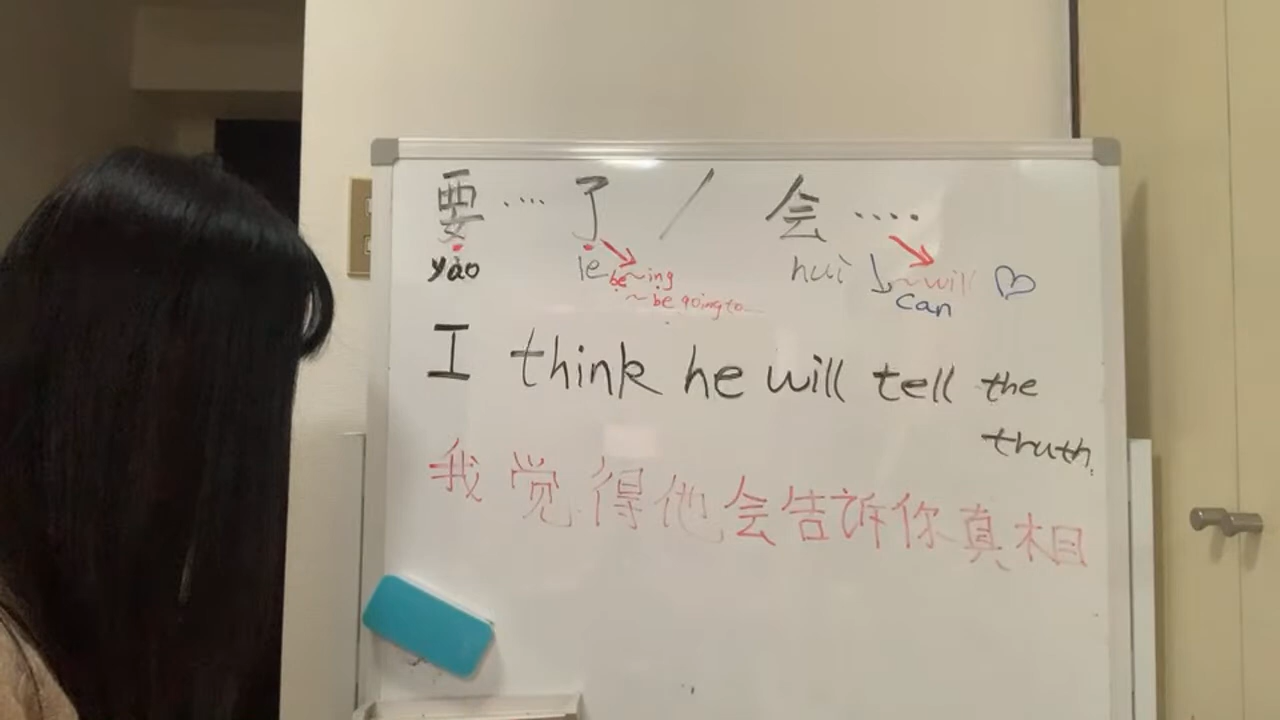 要 .... 了 / 会 ....
yào le be~ing huì ~will ♡
~be going to... can
I think he will tell the
truth.
我觉得他会告诉你真相